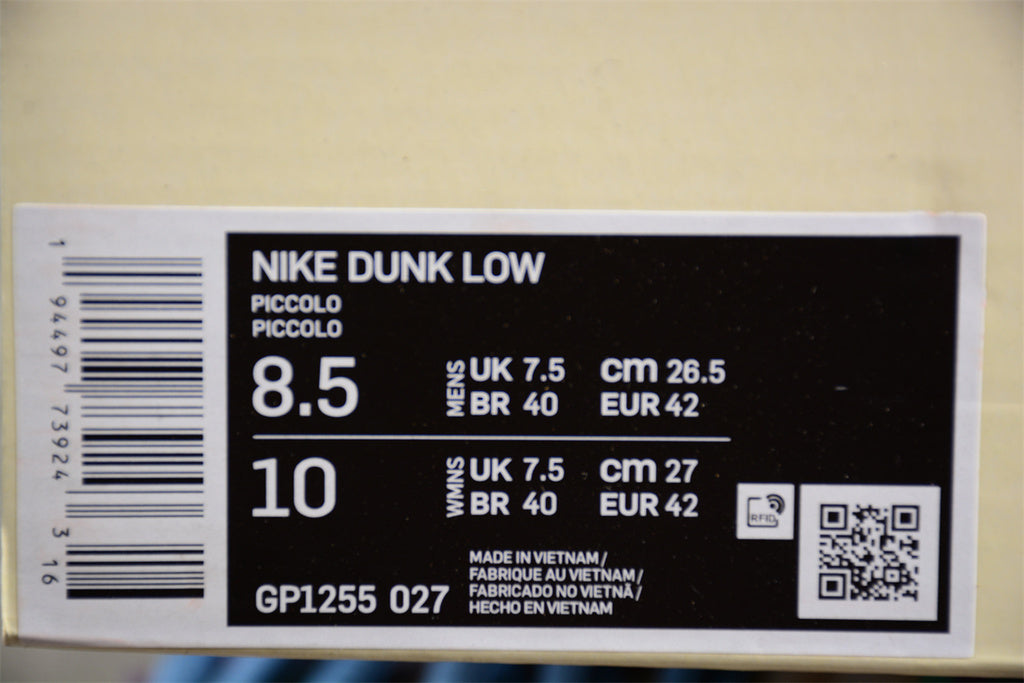 NIKE DUNK LOW
PICCOLO
PICCOLO
8.5 MENS UK 7.5 cm 26.5
BR 40 EUR 42
10 WMNS UK 7.5 cm 27
BR 40 EUR 42
MADE IN VIETNAM /
FABRIQUE AU VIETNAM /
FABRICADO NO VIETNÃ /
HECHO EN VIETNAM
GP1255 027
RFID
1 94497 73924 3 16